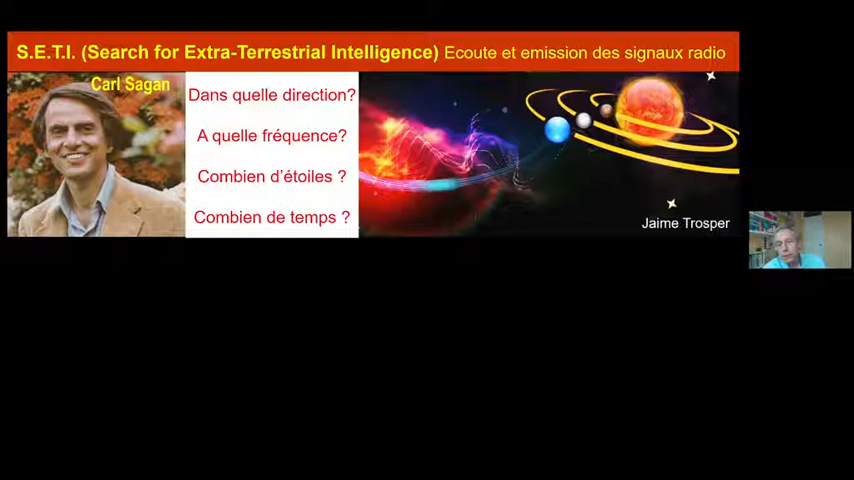 S.E.T.I. (Search for Extra-Terrestrial Intelligence) Ecoute et emission des signaux radio
Carl Sagan
Dans quelle direction?
A quelle fréquence?
Combien d'étoiles ?
Combien de temps ?
Jaime Trosper